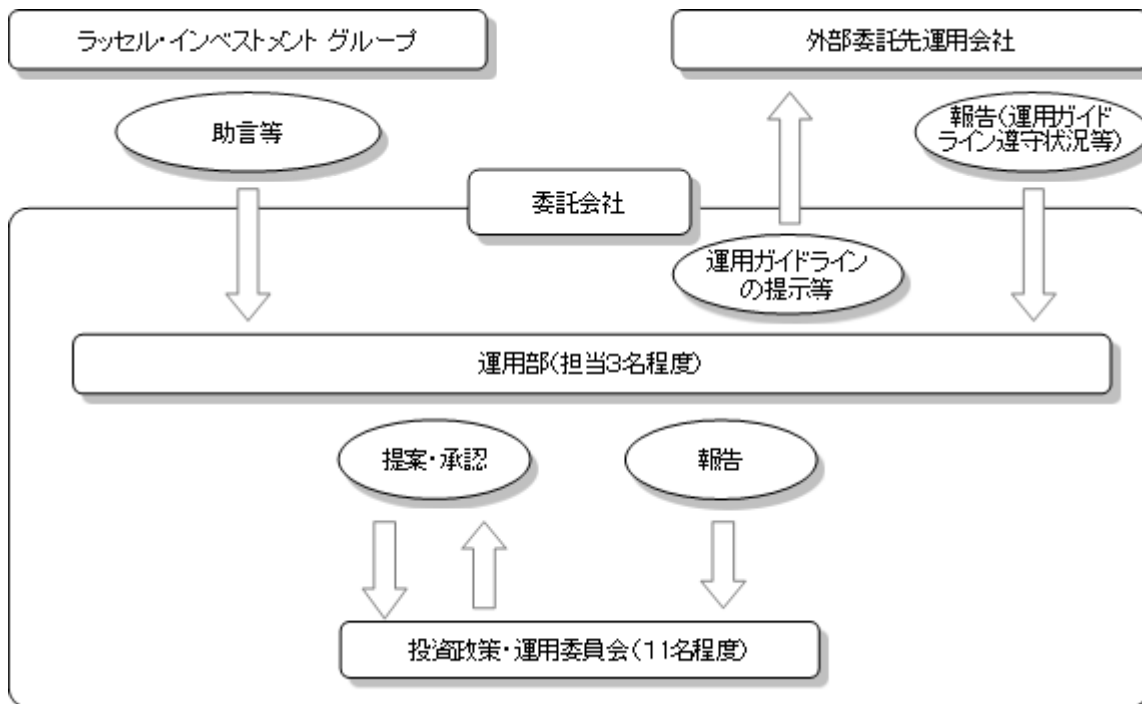 ラッセル・インベストメント グループ
外部委託先運用会社
助言等
報告(運用ガイド
ライン遵守状況等)
委託会社
運用ガイドライン
の提示等
運用部(担当3名程度)
提案・承認
報告
投資政策・運用委員会(11名程度)